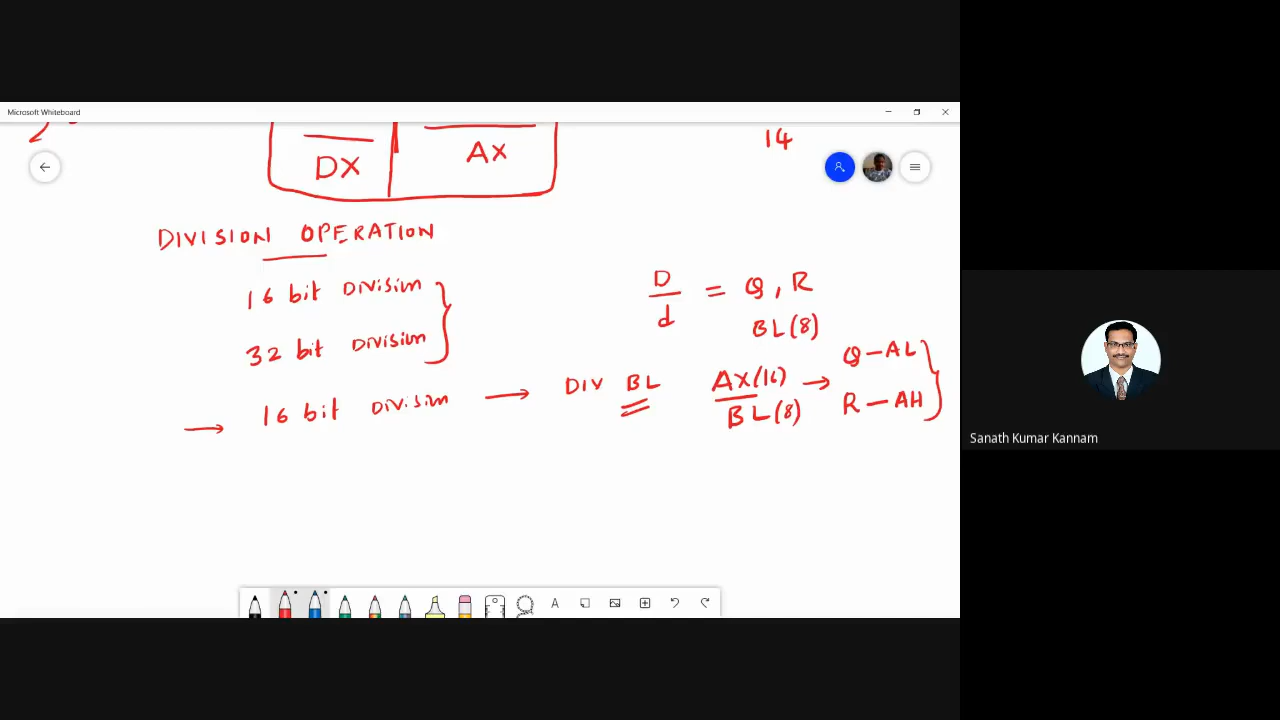 Microsoft Whiteboard
DX
AX
14
DIVISION OPERATION
16 bit Division
32 bit Division
D
d
= Q, R
BL(8)
16 bit Division
DIV BL
AX(16)
BL(8)
Q-AL
R-AH
Sanath Kumar Kannam